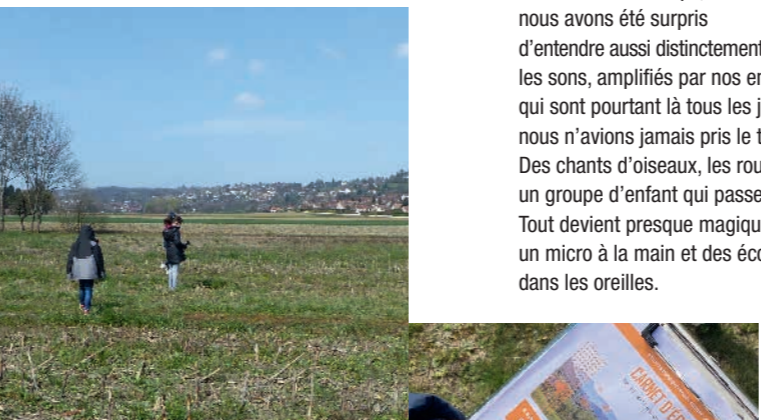 nous avons été surpris
d'entendre aussi distinctement
les sons, amplifiés par nos
qui sont pourtant là tous les
nous n'avions jamais pris le
Des chants d'oiseaux, les
un groupe d'enfant qui passe
Tout devient presque
un micro à la main et des
dans les oreilles.
CARNET